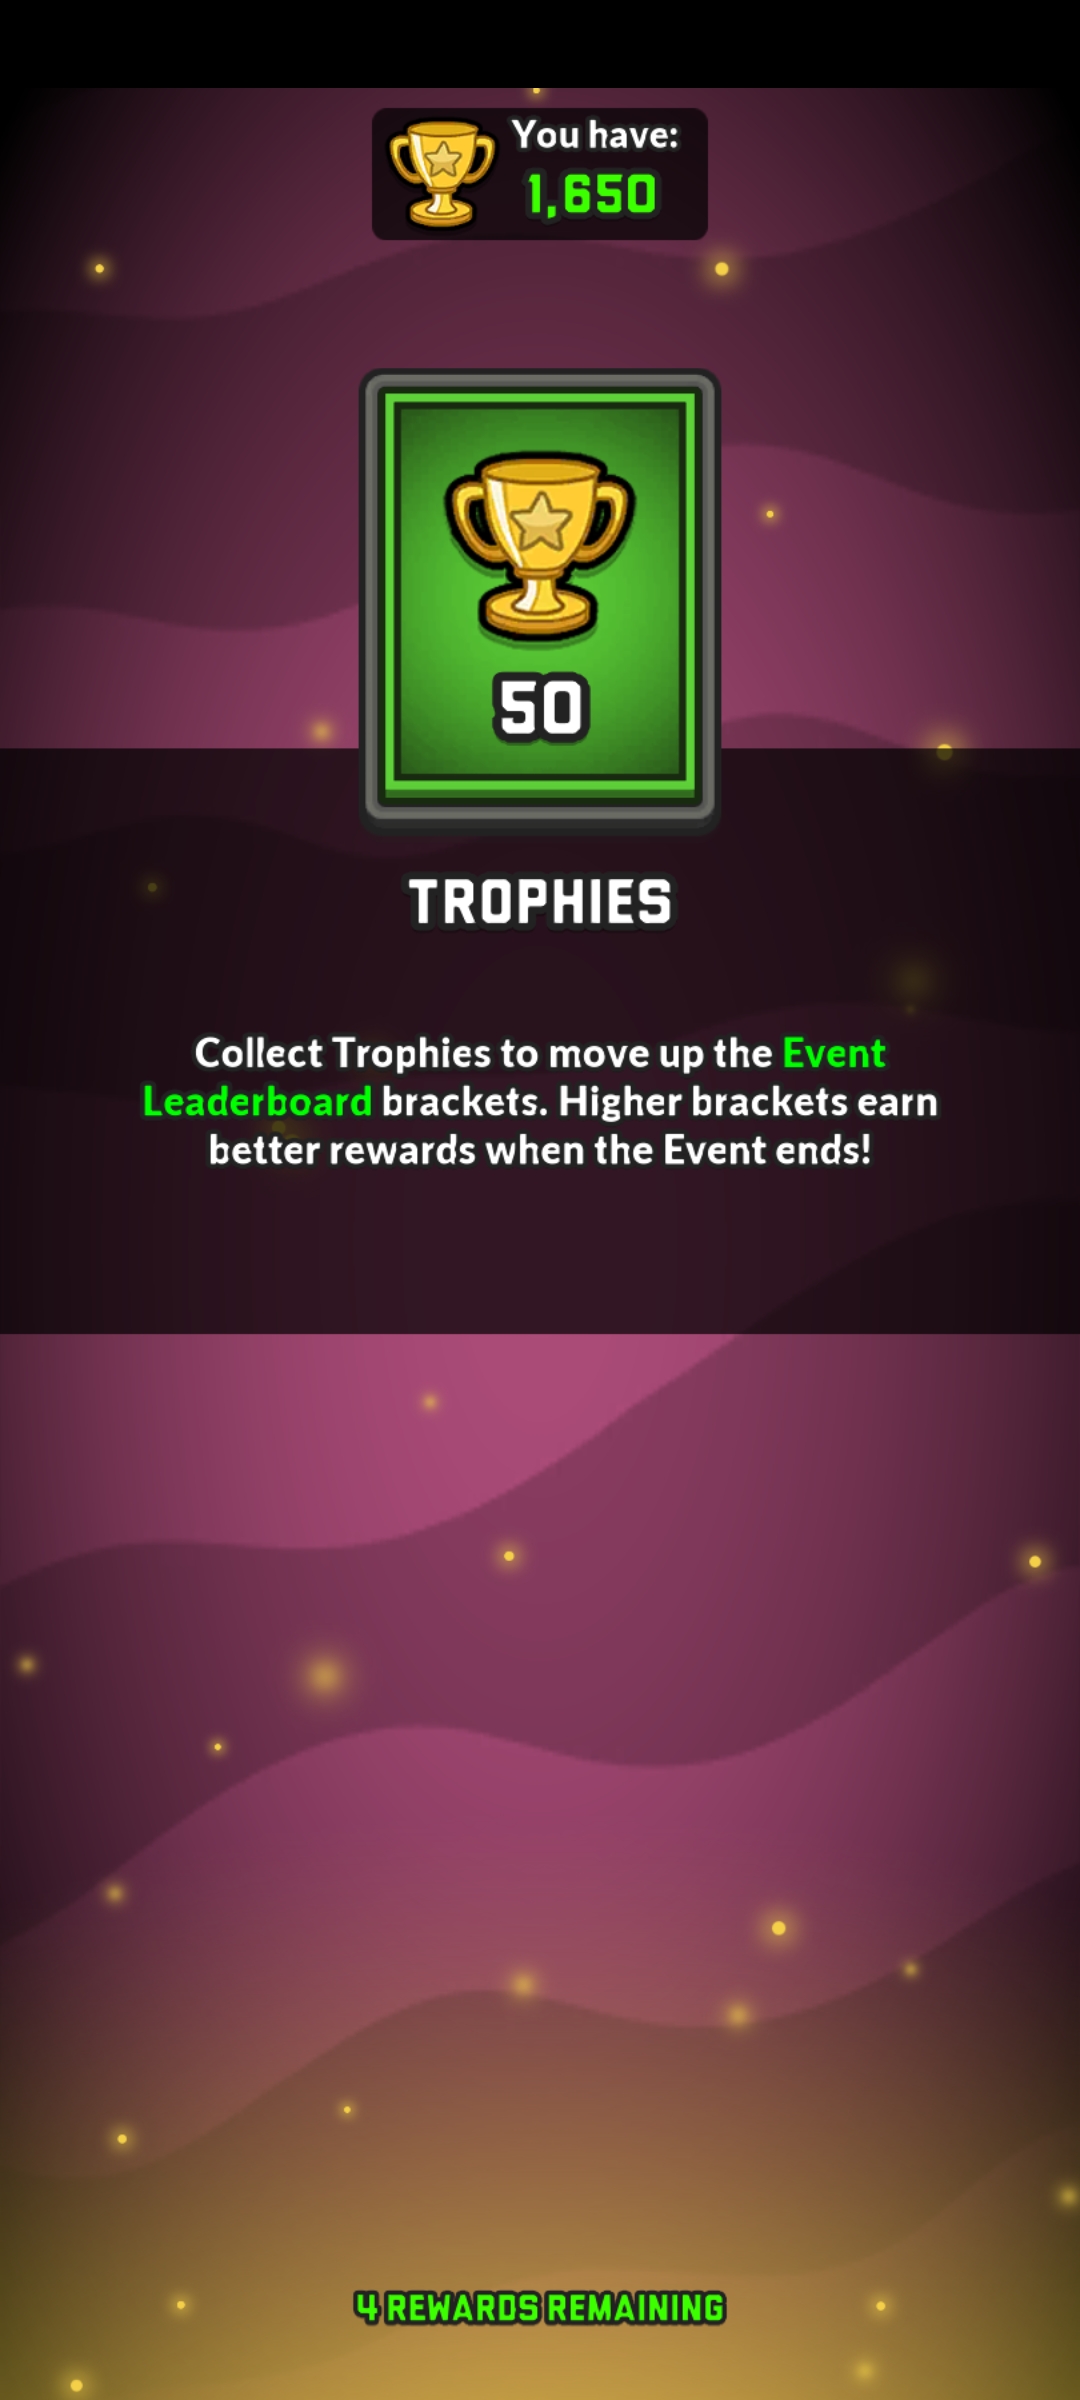 You have:
1,650
50
TROPHIES
Collect Trophies to move up the Event
Leaderboard brackets. Higher brackets earn
better rewards when the Event ends!
4 REWARDS REMAINING